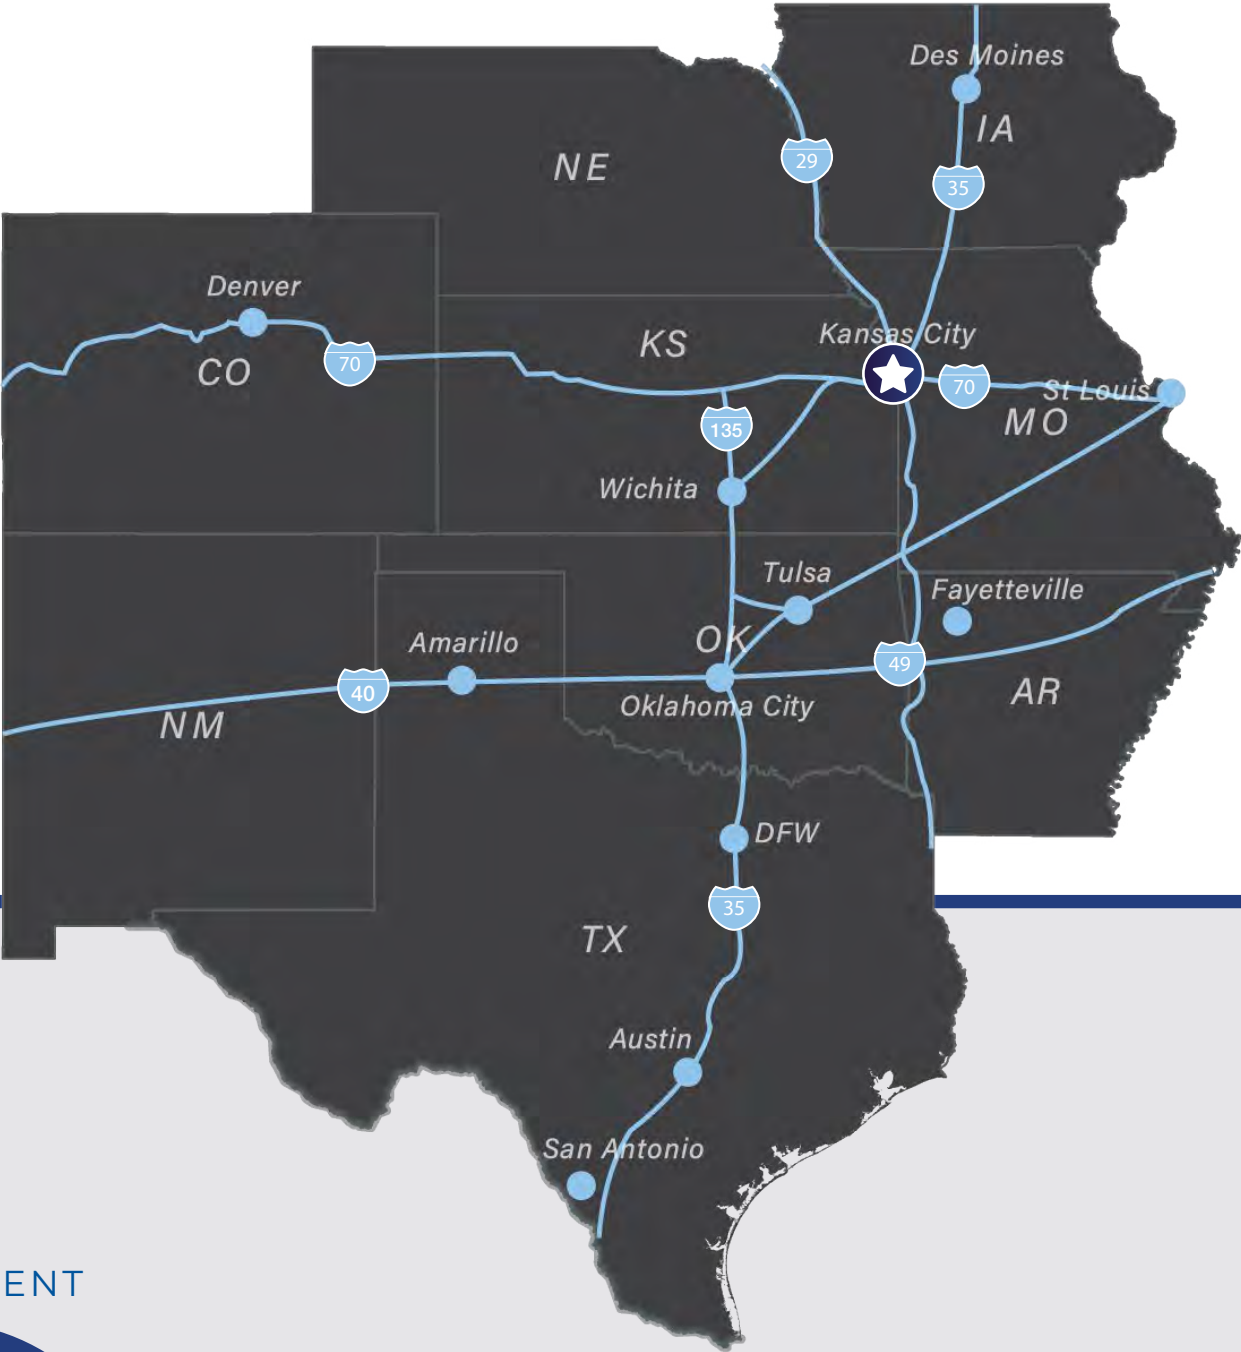 Des Moines
IA
29
NE
35
Denver
Kansas City
KS
70
CO
70
St Louis
MO
135
Wichita
Tulsa
Fayetteville
OK
Amarillo
49
40
AR
Oklahoma City
NM
DFW
35
TX
Austin
San Antonio
ENT